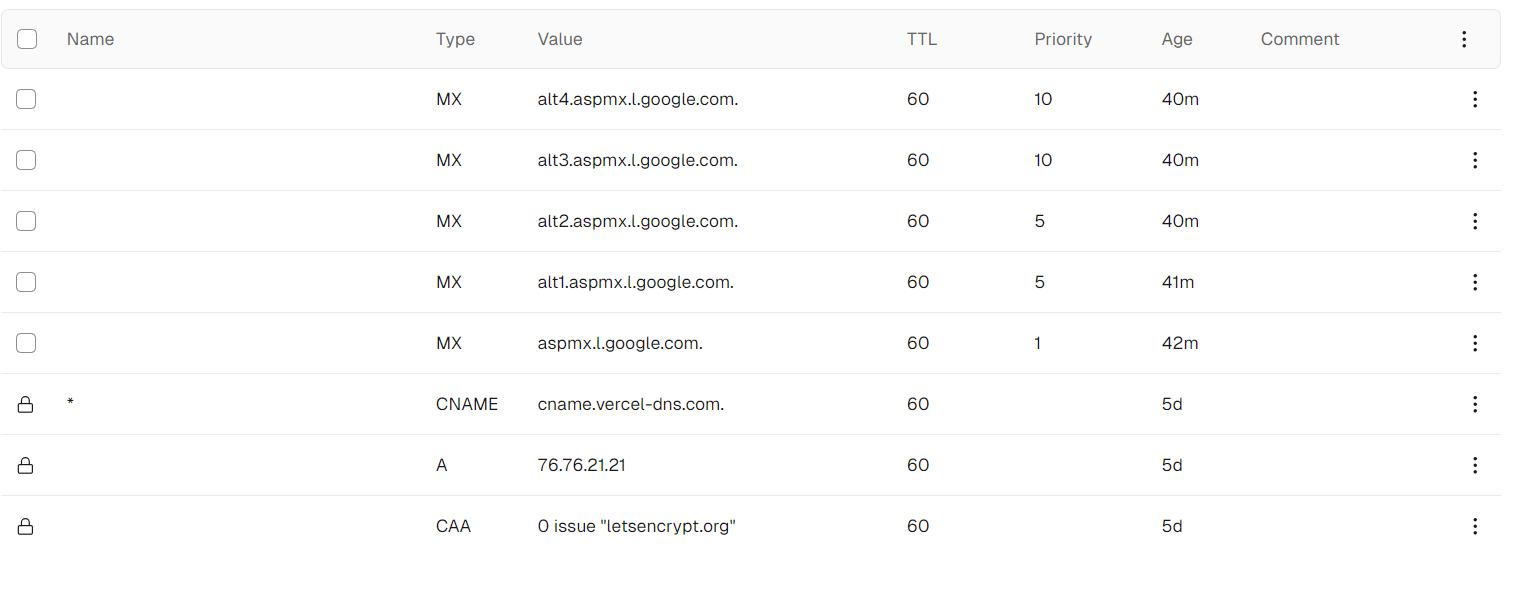 Name Type Value TTL Priority Age Comment
MX alt4.aspmx.l.google.com. 60 10 40m
MX alt3.aspmx.l.google.com. 60 10 40m
MX alt2.aspmx.l.google.com. 60 5 40m
MX alt1.aspmx.l.google.com. 60 5 41m
MX aspmx.l.google.com. 60 1 42m
* CNAME cname.vercel-dns.com. 60 5d
A 76.76.21.21 60 5d
CAA 0 issue "letsencrypt.org" 60 5d